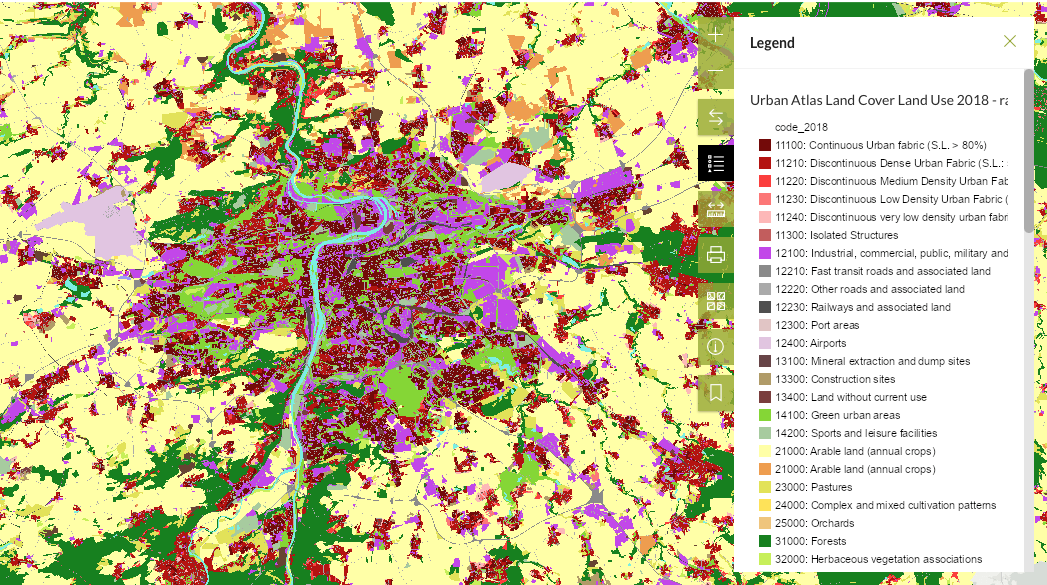 Legend
Urban Atlas Land Cover Land Use 2018 - ra
code_2018
11100: Continuous Urban fabric (S.L. > 80%)
11210: Discontinuous Dense Urban Fabric (S.L.:
11220: Discontinuous Medium Density Urban Fab
11230: Discontinuous Low Density Urban Fabric (
11240: Discontinuous very low density urban fabr
11300: Isolated Structures
12100: Industrial, commercial, public, military and
12210: Fast transit roads and associated land
12220: Other roads and associated land
12230: Railways and associated land
12300: Port areas
12400: Airports
13100: Mineral extraction and dump sites
13300: Construction sites
13400: Land without current use
14100: Green urban areas
14200: Sports and leisure facilities
21000: Arable land (annual crops)
21000: Arable land (annual crops)
23000: Pastures
24000: Complex and mixed cultivation patterns
25000: Orchards
31000: Forests
32000: Herbaceous vegetation associations